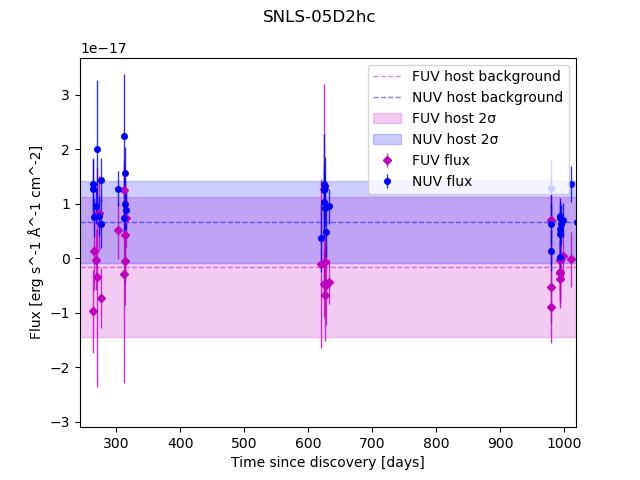 SNLS-05D2hc
1e−17
FUV host background
NUV host background
FUV host 2σ
NUV host 2σ
FUV flux
NUV flux
3
2
1
0
−1
−2
−3
Flux [erg s^-1 Å^-1 cm^-2]
300 400 500 600 700 800 900 1000
Time since discovery [days]